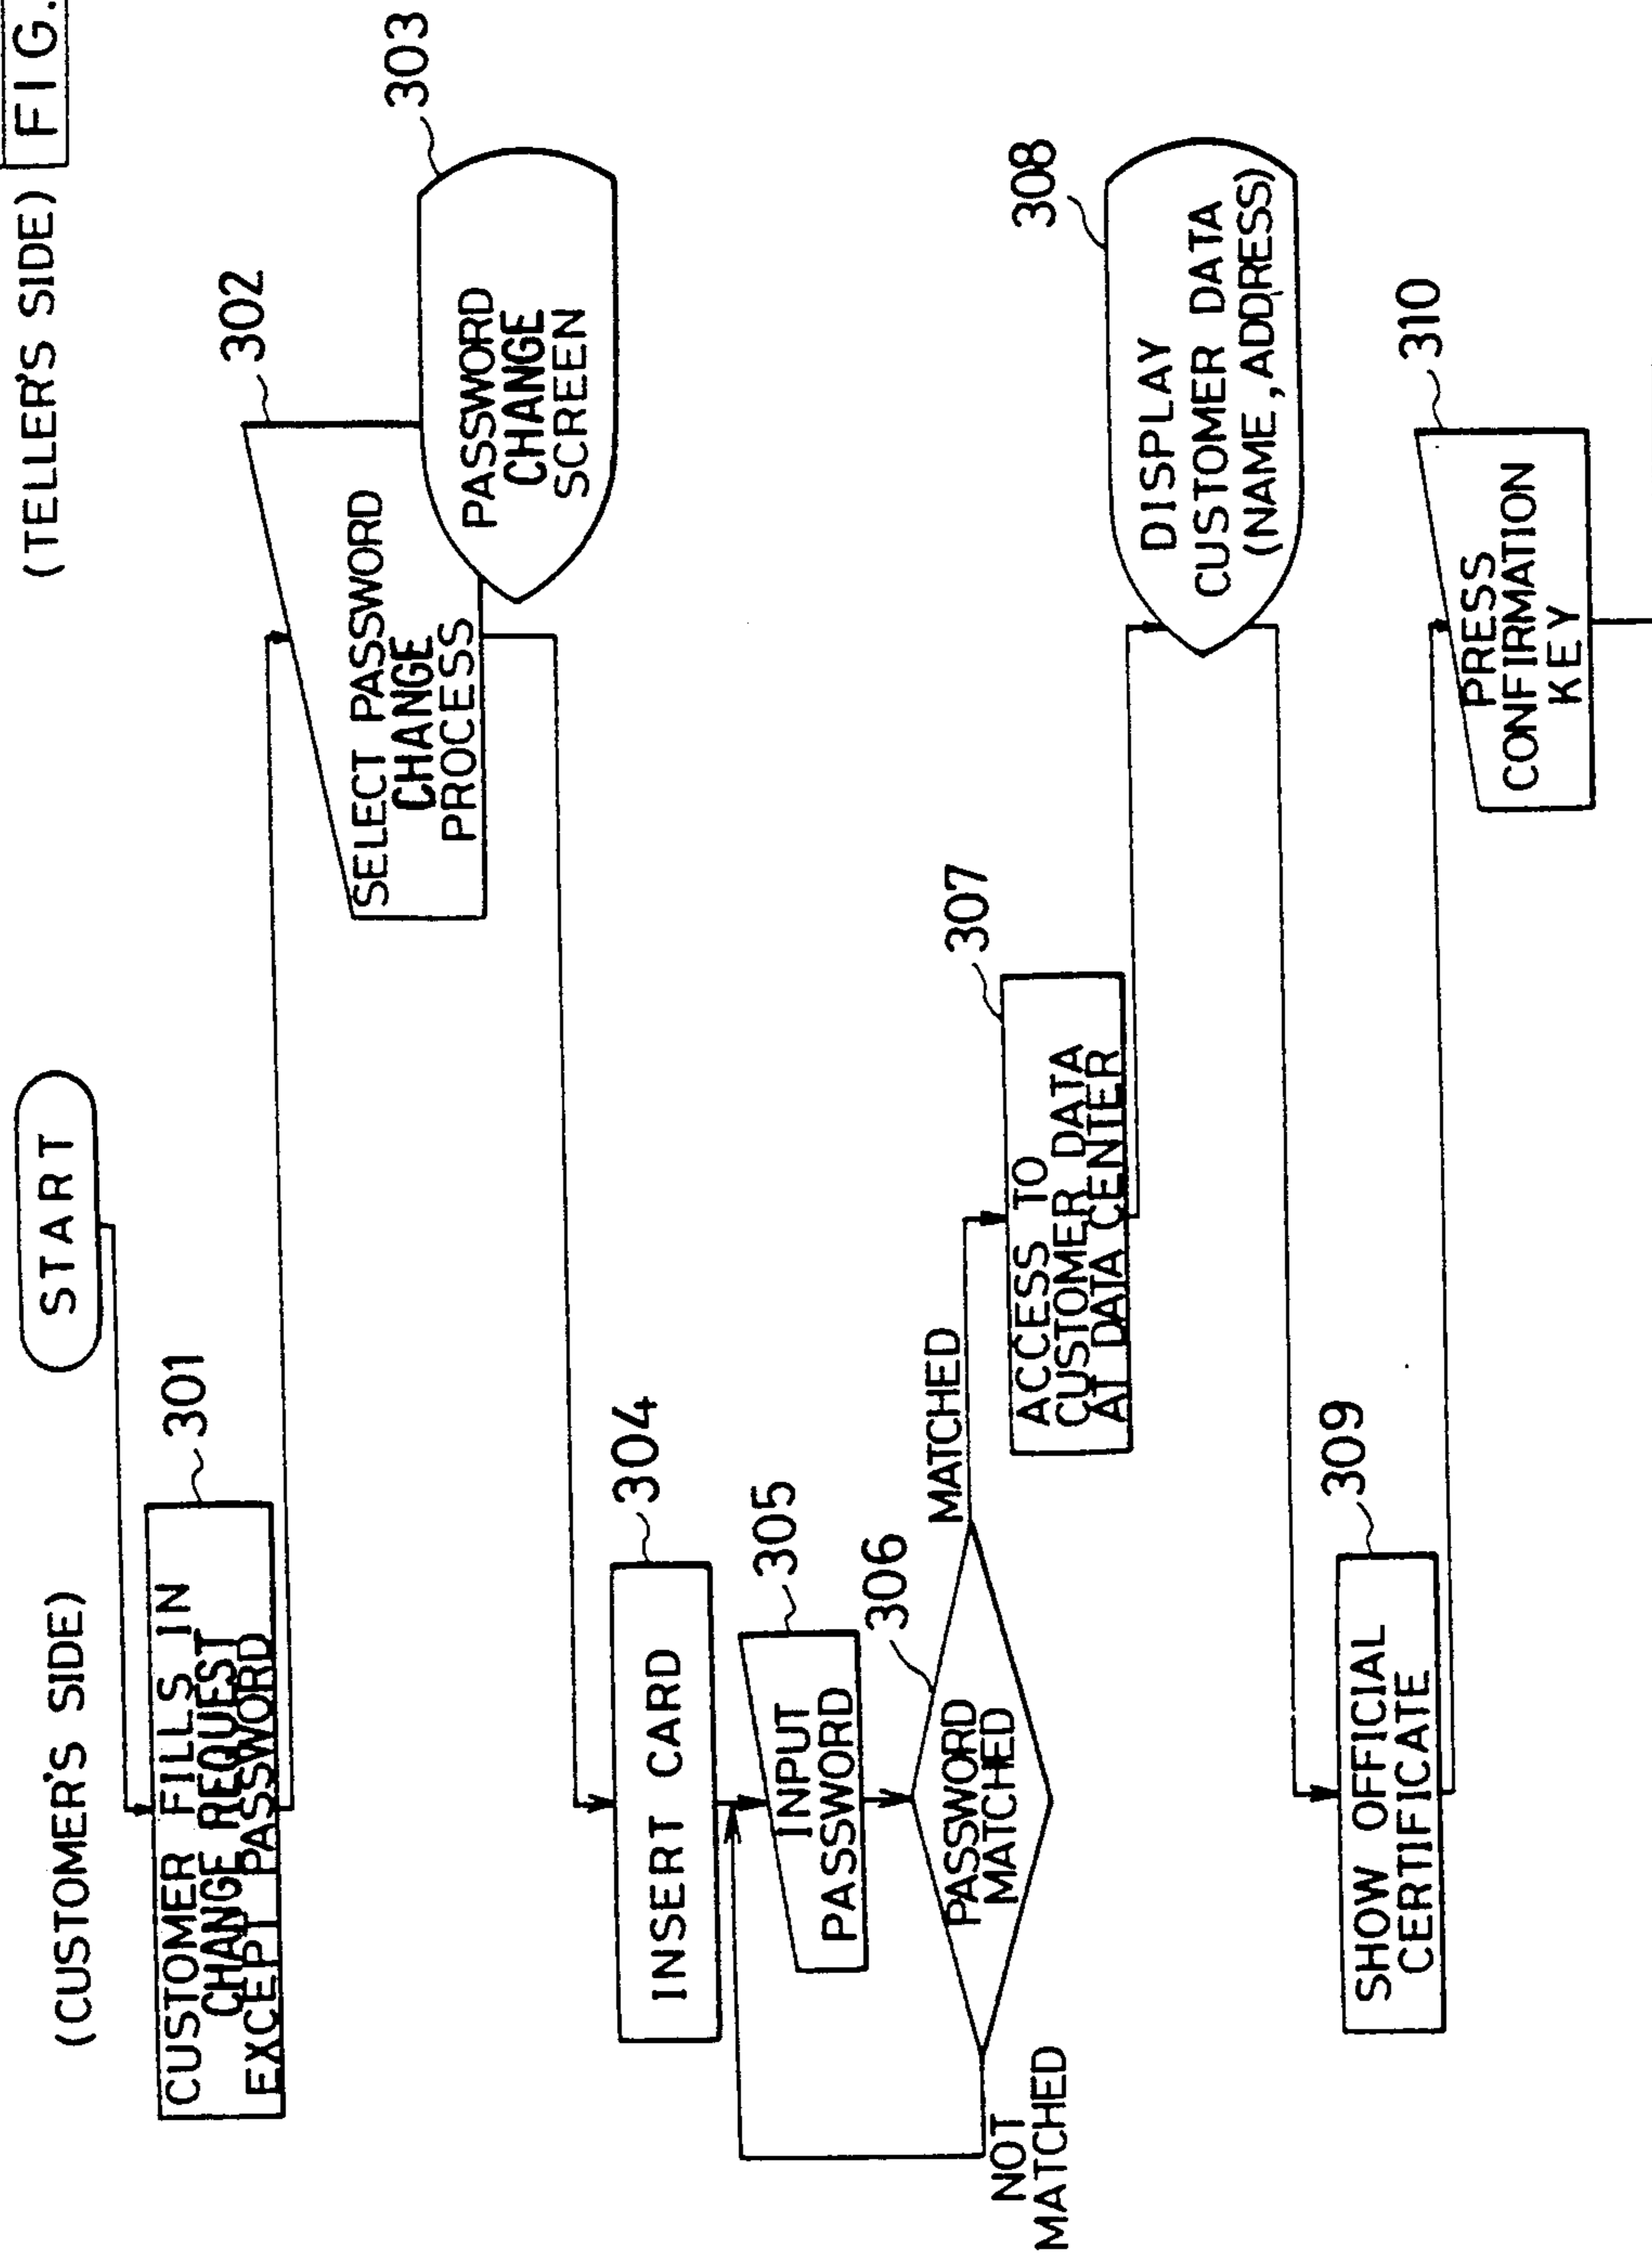 (CUSTOMER'S SIDE)
(TELLER'S SIDE)
FIG.
START
301
CUSTOMER FILLS IN
CHANGE REQUEST
EXCEPT PASSWORD
302
SELECT PASSWORD
CHANGE
PROCESS
303
PASSWORD
CHANGE
SCREEN
304
INSERT CARD
305
INPUT
PASSWORD
306
PASSWORD
MATCHED
MATCHED
NOT
MATCHED
307
ACCESS TO
CUSTOMER DATA
AT DATA CENTER
308
DISPLAY
CUSTOMER DATA
(NAME, ADDRESS)
309
SHOW OFFICIAL
CERTIFICATE
310
PRESS
CONFIRMATION
KEY